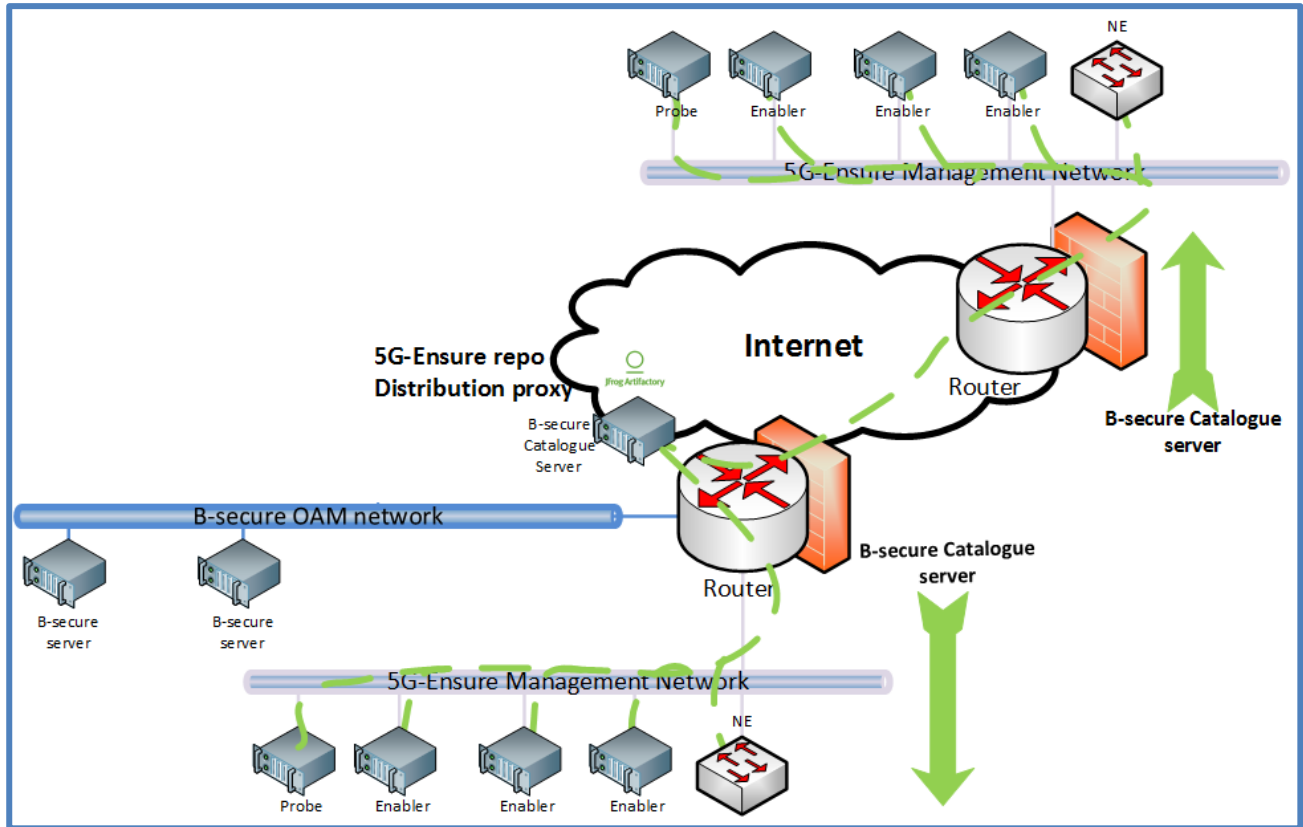 NE
Probe
Enabler
Enabler
Enabler
5G-Ensure Management Network
Internet
5G-Ensure repo
Distribution proxy
JFrog Artifactory
Router
B-secure Catalogue
server
B-secure
Catalogue
Server
B-secure OAM network
B-secure Catalogue
server
Router
B-secure
server
B-secure
server
5G-Ensure Management Network
NE
Probe
Enabler
Enabler
Enabler